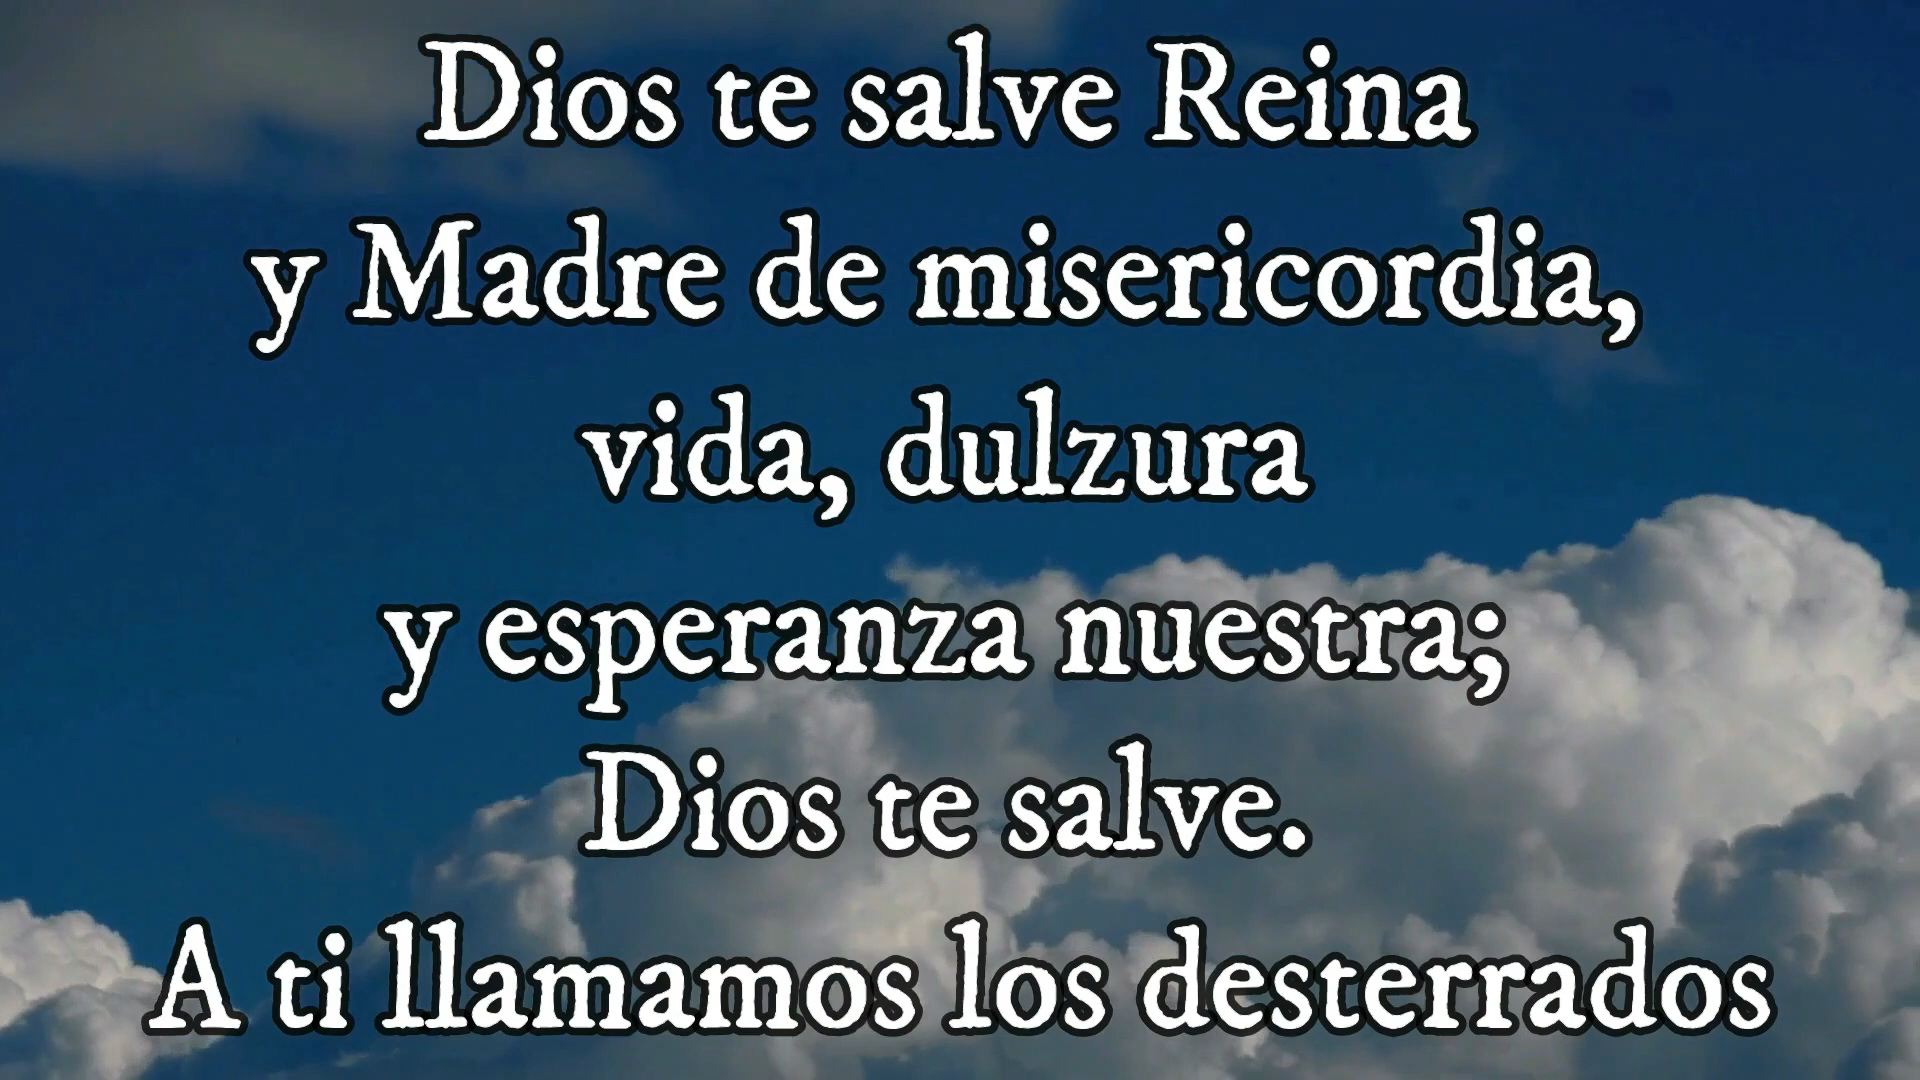 Dios te salve Reina
y Madre de misericordia,
vida, dulzura
y esperanza nuestra;
Dios te salve.
A ti llamamos los desterrados